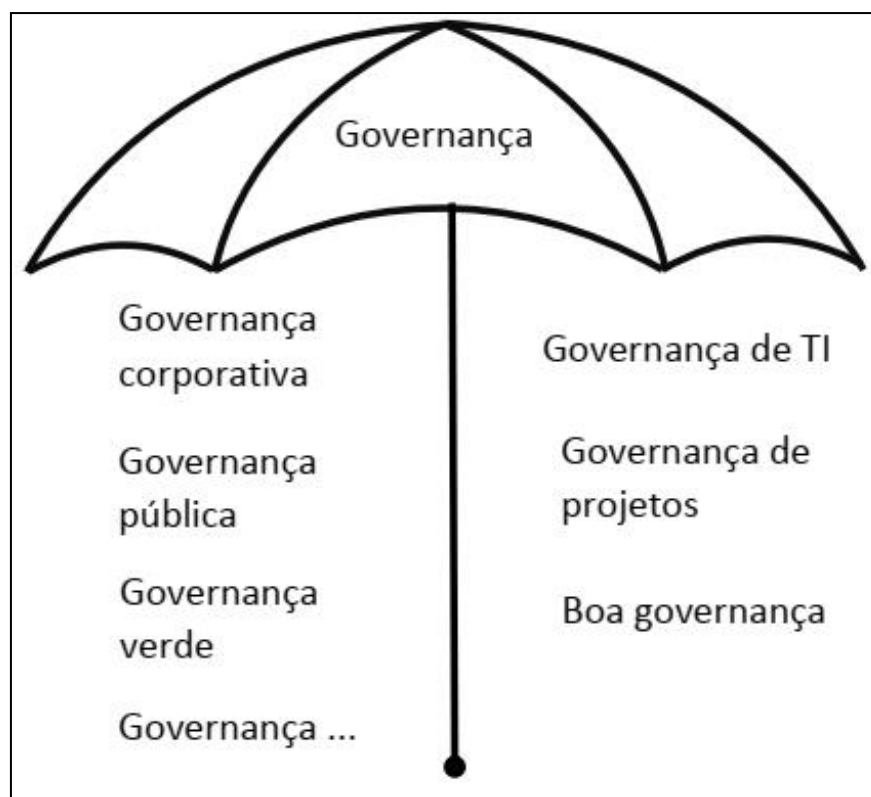 Governança
Governança
corporativa
Governança
pública
Governança
verde
Governança ...
Governança de TI
Governança de
projetos
Boa governança